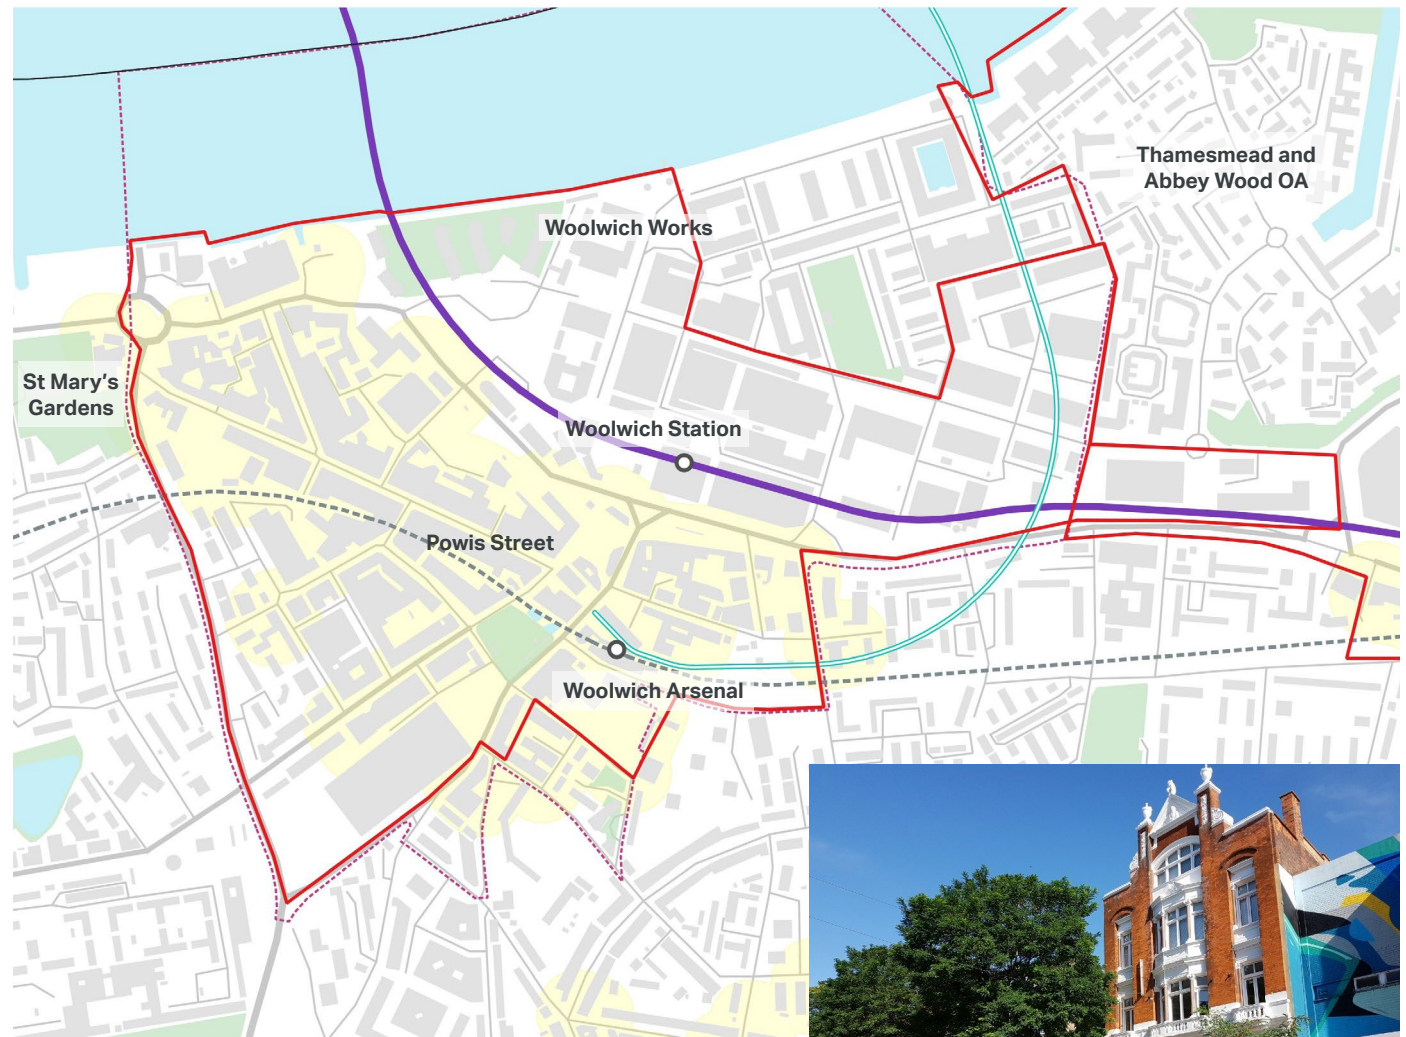 Thamesmead and
Abbey Wood OA
Woolwich Works
St Mary's
Gardens
Woolwich Station
Powis Street
Woolwich Arsenal